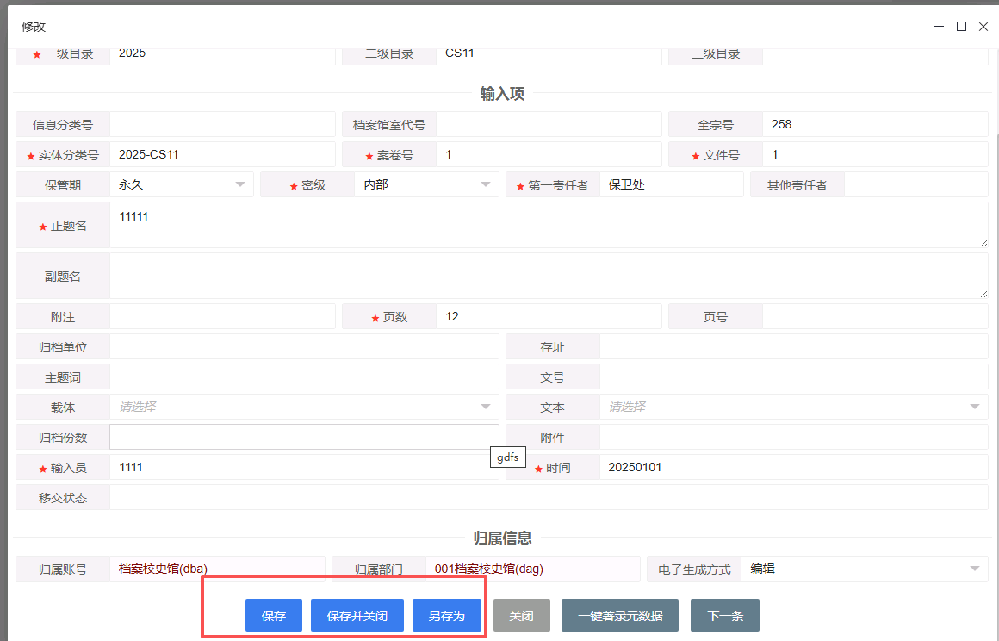 修改
★ 一级目录 2025 二级目录 CS11 三级目录
输入项
信息分类号 档案馆室代号 全宗号 258
★ 实体分类号 2025-CS11 ★ 案卷号 1 ★ 文件号 1
保管期 永久 ★ 密级 内部 ★ 第一责任者 保卫处 其他责任者
★ 正题名 11111
副题名
附注 ★ 页数 12 页号
归档单位 存址
主题词 文号
载体 请选择 文本 请选择
归档份数 附件
gdfs
★ 输入员 1111 ★ 时间 20250101
移交状态
归属信息
归属账号 档案校史馆(dba) 归属部门 001档案校史馆(dag) 电子生成方式 编辑
保存 保存并关闭 另存为 关闭 一键著录元数据 下一条